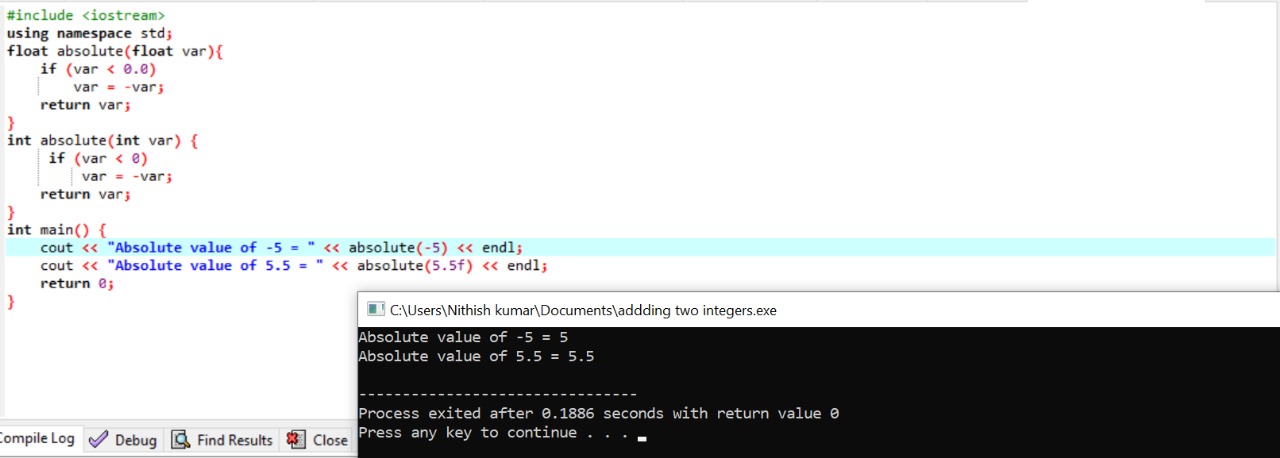 #include <iostream>
using namespace std;
float absolute(float var){
if (var < 0.0)
var = -var;
return var;
}
int absolute(int var) {
if (var < 0)
var = -var;
return var;
}
int main() {
cout << "Absolute value of -5 = " << absolute(-5) << endl;
cout << "Absolute value of 5.5 = " << absolute(5.5f) << endl;
return 0;
}
C:\Users\Nithish kumar\Documents\addding two integers.exe
Absolute value of -5 = 5
Absolute value of 5.5 = 5.5
--------------------------------
Process exited after 0.1886 seconds with return value 0
Press any key to continue . . .
Compile Log Debug Find Results Close